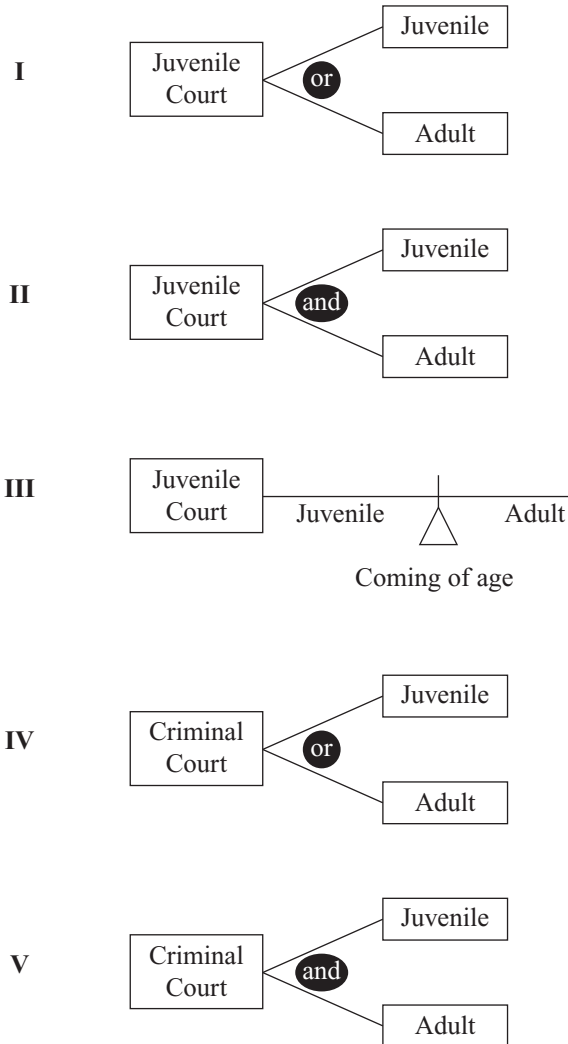 I
Juvenile
Court
or
Juvenile
Adult
II
Juvenile
Court
and
Juvenile
Adult
III
Juvenile
Court
Juvenile
Adult
Coming of age
IV
Criminal
Court
or
Juvenile
Adult
V
Criminal
Court
and
Juvenile
Adult